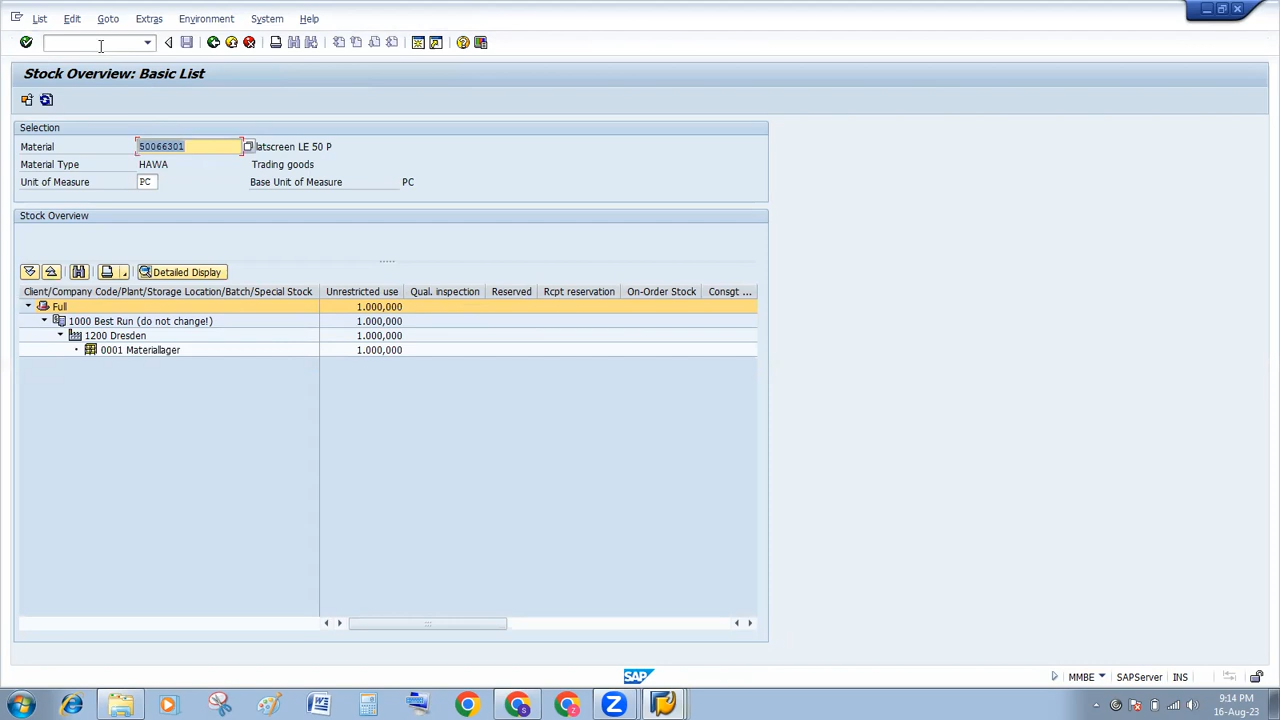 List Edit Goto Extras Environment System Help
Stock Overview: Basic List
Selection
Material 50066301 latscreen LE 50 P
Material Type HAWA Trading goods
Unit of Measure PC Base Unit of Measure PC
Stock Overview
Detailed Display
Client/Company Code/Plant/Storage Location/Batch/Special Stock Unrestricted use Qual. inspection Reserved Rcpt reservation On-Order Stock Consgt ...
Full 1.000,000
1000 Best Run (do not change!) 1.000,000
1200 Dresden 1.000,000
0001 Materiallager 1.000,000
SAP MMBE SAPServer INS
9:14 PM
16-Aug-23